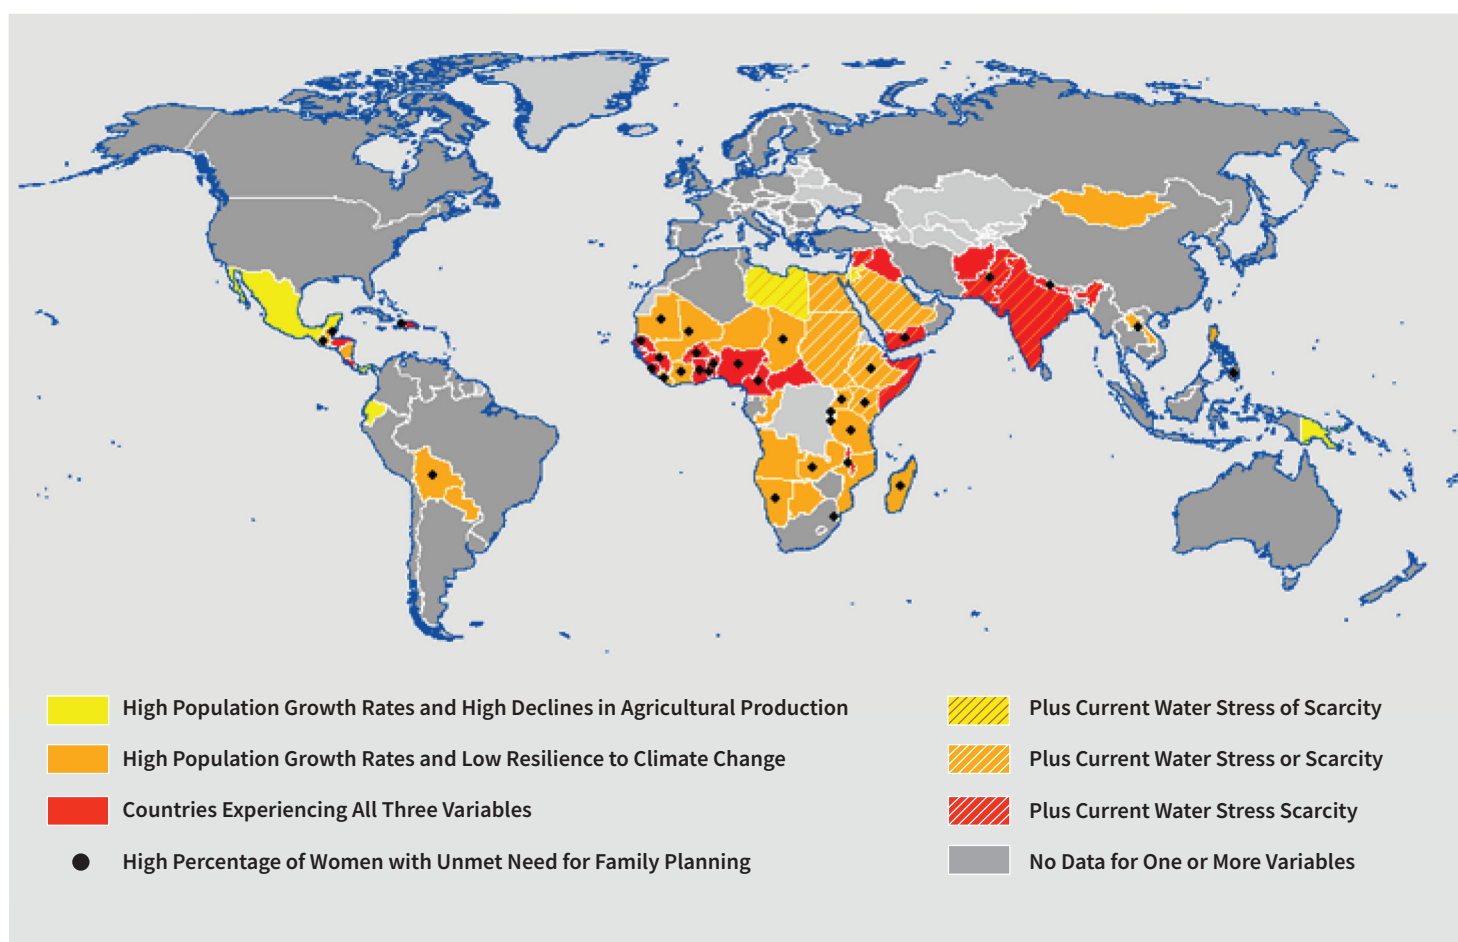 High Population Growth Rates and High Declines in Agricultural Production
High Population Growth Rates and Low Resilience to Climate Change
Countries Experiencing All Three Variables
High Percentage of Women with Unmet Need for Family Planning
Plus Current Water Stress of Scarcity
Plus Current Water Stress or Scarcity
Plus Current Water Stress Scarcity
No Data for One or More Variables